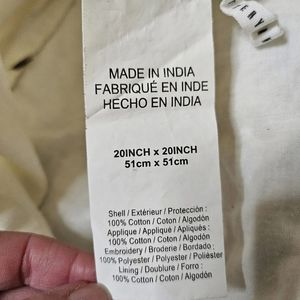 ERY
MADE IN INDIA
FABRIQUÉ EN INDE
HECHO EN INDIA
20INCH x 20INCH
51cm x 51cm
Shell / Extérieur / Protección :
100% Cotton / Coton / Algodón
Applique / Appliqué / Apliqués :
100% Cotton / Coton / Algodón
Embroidery / Broderie / Bordado :
100% Polyester / Polyester / Poliéster
Lining / Doublure / Forro :
100% Cotton / Coton / Algodón